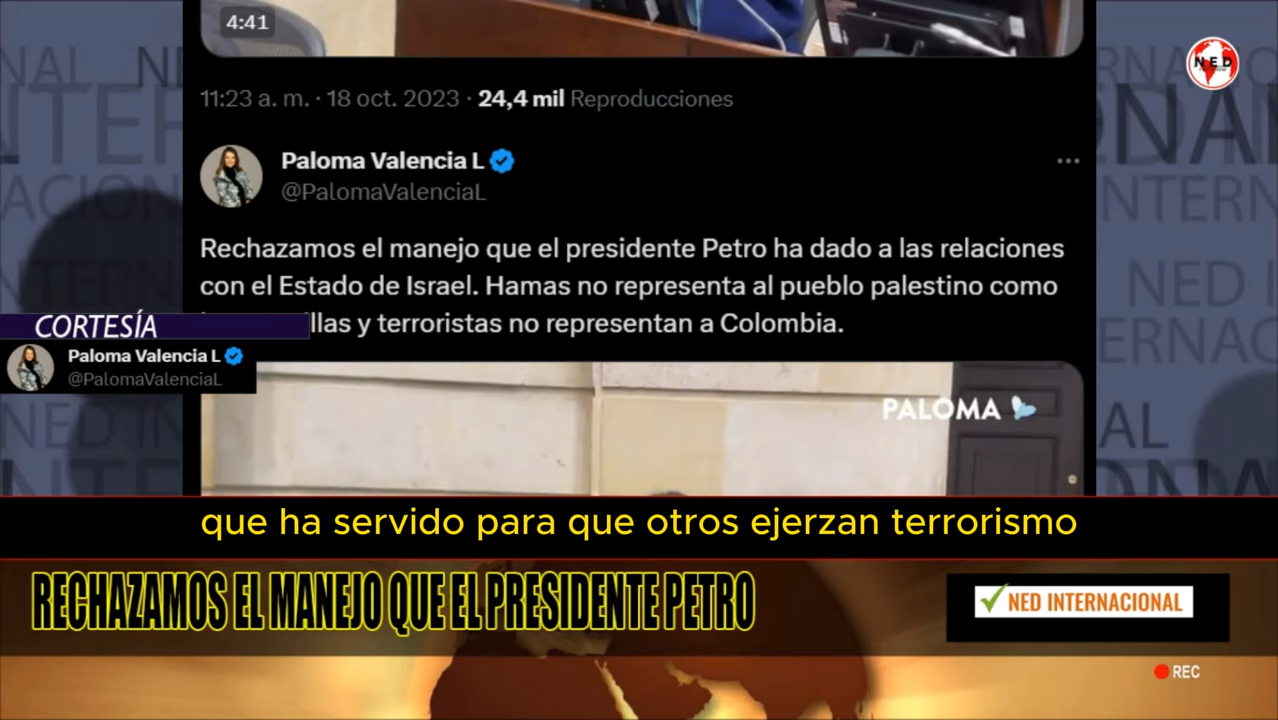 4:41
NED
11:23 a. m. · 18 oct. 2023 · 24,4 mil Reproducciones
Paloma Valencia L
@PalomaValenciaL
Rechazamos el manejo que el presidente Petro ha dado a las relaciones
con el Estado de Israel. Hamas no representa al pueblo palestino como
llas y terroristas no representan a Colombia.
CORTESÍA
Paloma Valencia L
@PalomaValenciaL
PALOMA
que ha servido para que otros ejerzan terrorismo
RECHAZAMOS EL MANEJO QUE EL PRESIDENTE PETRO
NED INTERNACIONAL
REC